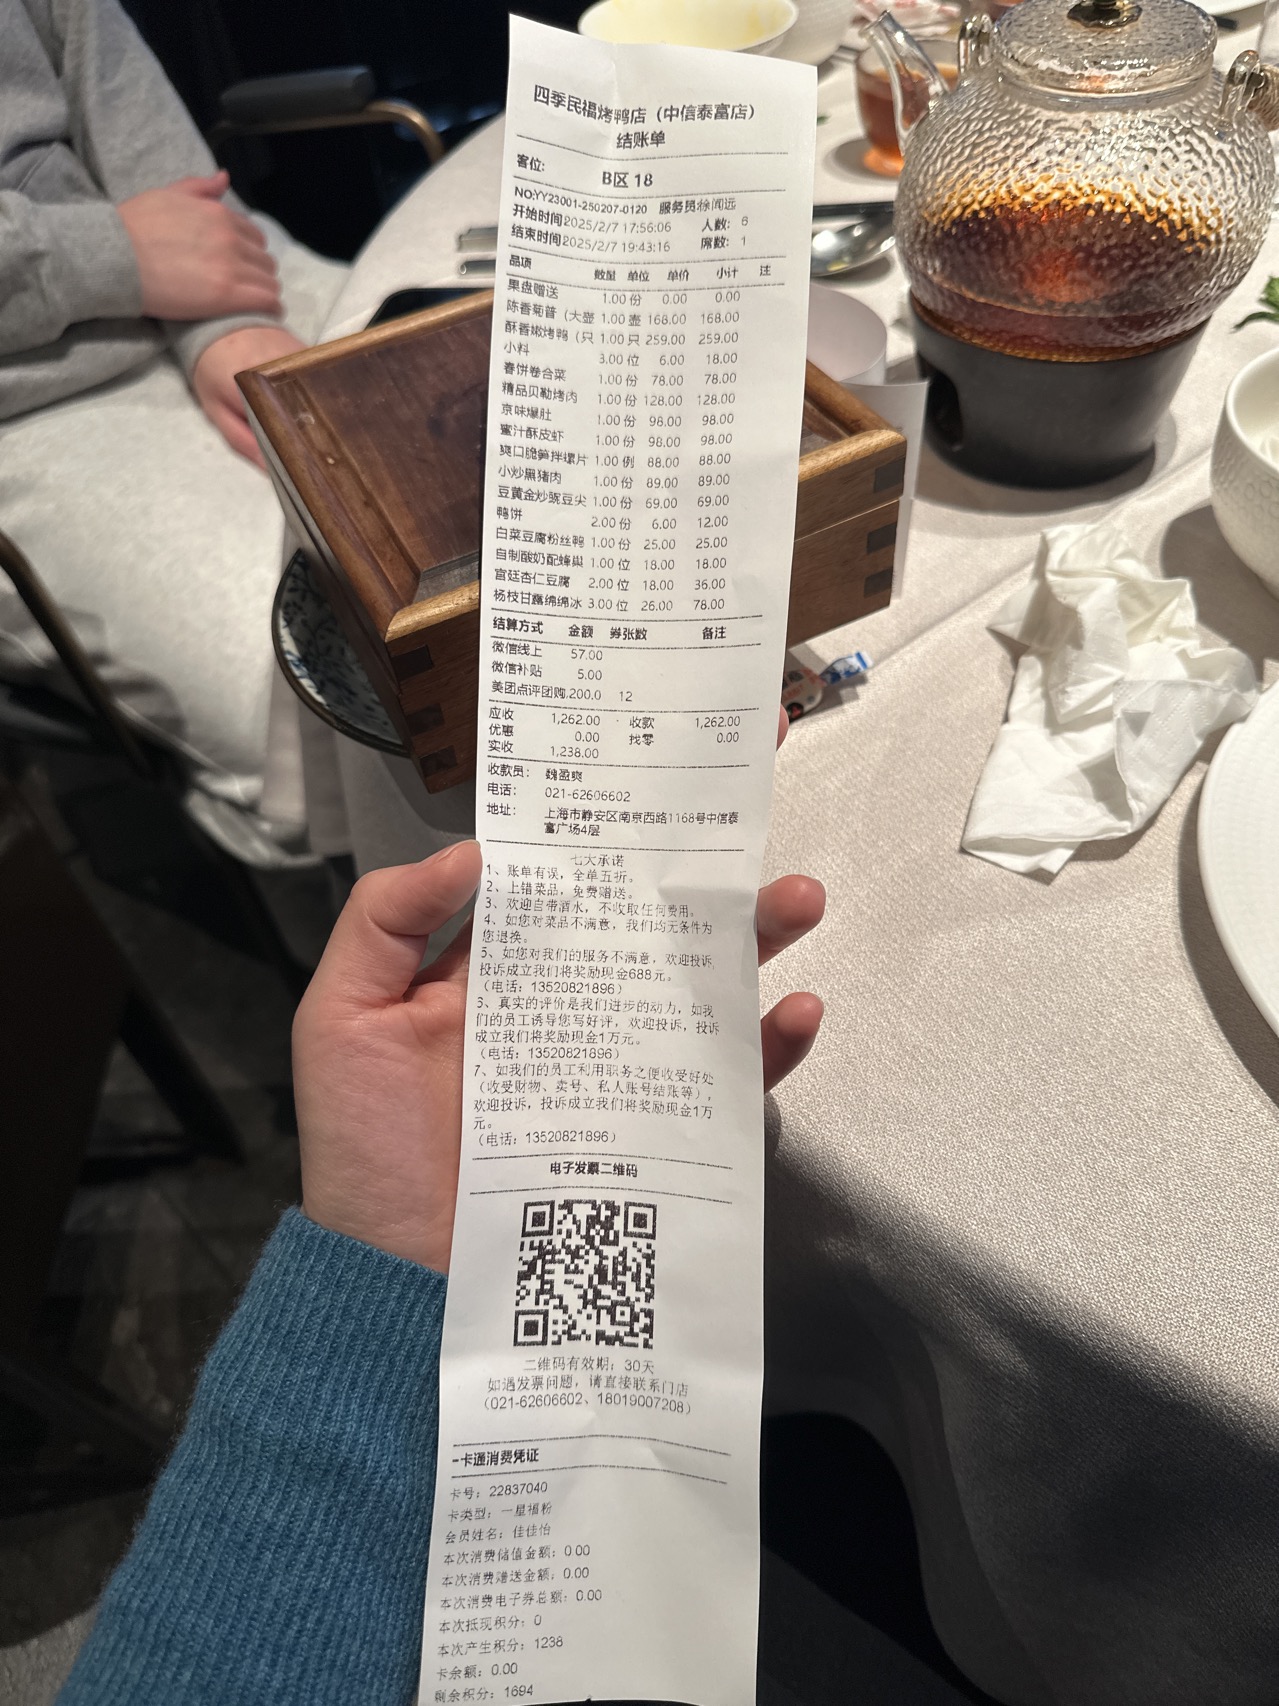 四季民福烤鸭店（中信泰富店）
结账单
客位: B区 18
NO:YY23001-250207-0120 服务员:徐闻远
开始时间 2025/2/7 17:56:06 人数: 6
结束时间 2025/2/7 19:43:16 席数: 1
品项 数量 单位 单价 小计 注
果盘赠送 1.00 份 0.00 0.00
陈香菊普（大壶 1.00 壶 168.00 168.00
酥香嫩烤鸭（只 1.00 只 259.00 259.00
小料 3.00 位 6.00 18.00
春饼卷合菜 1.00 份 78.00 78.00
精品贝勒烤肉 1.00 份 128.00 128.00
京味爆肚 1.00 份 98.00 98.00
蜜汁酥皮虾 1.00 份 98.00 98.00
爽口脆笋拌螺片 1.00 例 88.00 88.00
小炒黑猪肉 1.00 份 89.00 89.00
豆黄金炒豌豆尖 1.00 份 69.00 69.00
鸭饼 2.00 份 6.00 12.00
白菜豆腐粉丝鸭 1.00 份 25.00 25.00
自制酸奶配蜂巢 1.00 位 18.00 18.00
宫廷杏仁豆腐 2.00 位 18.00 36.00
杨枝甘露绵绵冰 3.00 位 26.00 78.00
结算方式 金额 券张数 备注
微信线上 57.00
微信补贴 5.00
美团点评团购,200.0 12
应收 1,262.00 收款 1,262.00
优惠 0.00 找零 0.00
实收 1,238.00
收款员: 魏盈爽
电话: 021-62606602
地址: 上海市静安区南京西路1168号中信泰
富广场4层
七大承诺
1、账单有误，全单五折。
2、上错菜品，免费赠送。
3、欢迎自带酒水，不收取任何费用。
4、如您对菜品不满意，我们均无条件为
您退换。
5、如您对我们的服务不满意，欢迎投诉,
投诉成立我们将奖励现金688元。
（电话：13520821896）
6、真实的评价是我们进步的动力，如我
们的员工诱导您写好评，欢迎投诉，投诉
成立我们将奖励现金1万元。
（电话：13520821896）
7、如我们的员工利用职务之便收受好处
（收受财物、卖号、私人账号结账等），
欢迎投诉，投诉成立我们将奖励现金1万
元。
（电话：13520821896）
电子发票二维码
二维码有效期：30天
如遇发票问题，请直接联系门店
（021-62606602、18019007208）
一卡通消费凭证
卡号：22837040
卡类型：一星福粉
会员姓名：佳佳怡
本次消费储值金额：0.00
本次消费赠送金额：0.00
本次消费电子券总额：0.00
本次抵现积分：0
本次产生积分：1238
卡余额：0.00
剩余积分：1694